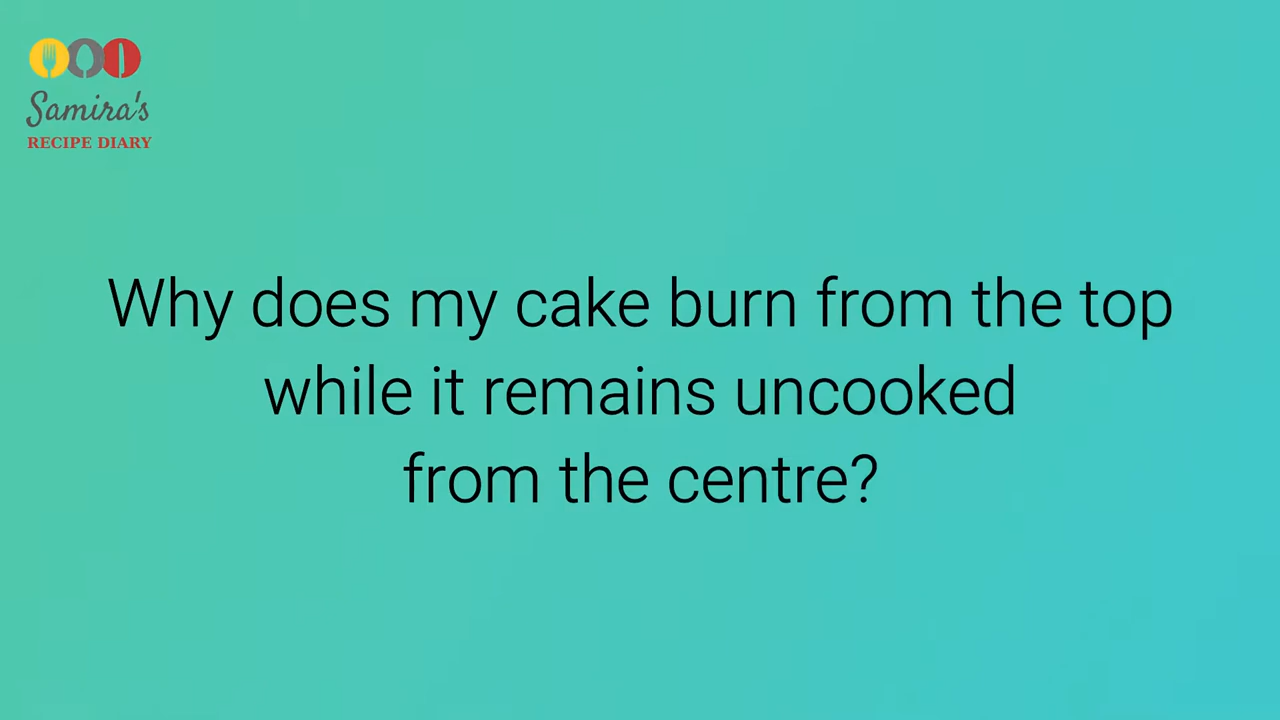 Samira's
RECIPE DIARY
Why does my cake burn from the top
while it remains uncooked
from the centre?